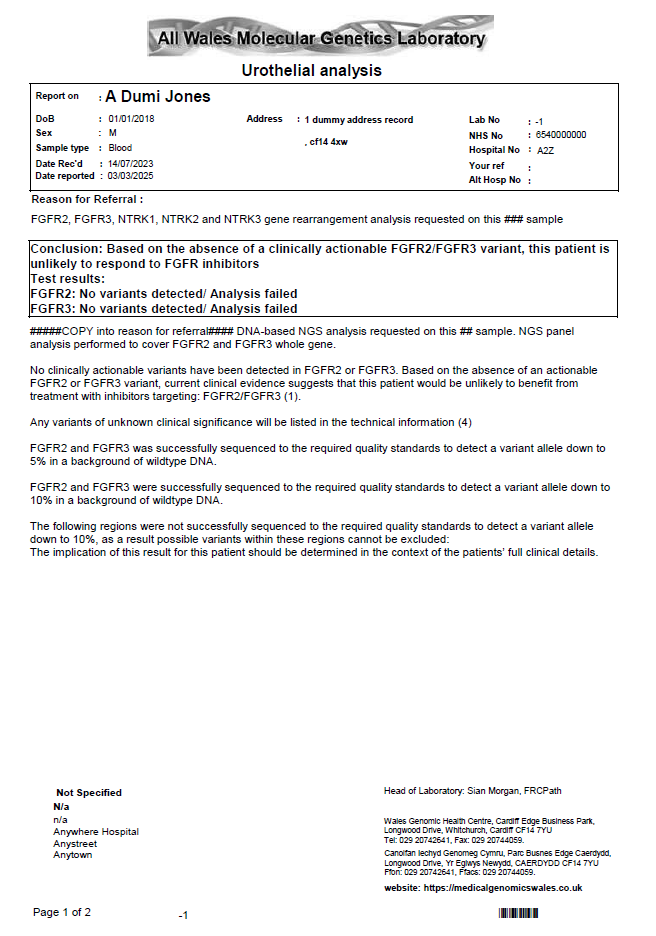 All Wales Molecular Genetics Laboratory
Urothelial analysis
Report on : A Dumi Jones
DoB : 01/01/2018 Address : 1 dummy address record Lab No : -1
Sex : M NHS No : 6540000000
, cf14 4xw
Sample type : Blood Hospital No : A2Z
Date Rec'd : 14/07/2023 Your ref :
Date reported : 03/03/2025 Alt Hosp No :
Reason for Referral :
FGFR2, FGFR3, NTRK1, NTRK2 and NTRK3 gene rearrangement analysis requested on this ### sample
Conclusion: Based on the absence of a clinically actionable FGFR2/FGFR3 variant, this patient is
unlikely to respond to FGFR inhibitors
Test results:
FGFR2: No variants detected/ Analysis failed
FGFR3: No variants detected/ Analysis failed
#####COPY into reason for referral#### DNA-based NGS analysis requested on this ## sample. NGS panel
analysis performed to cover FGFR2 and FGFR3 whole gene.
No clinically actionable variants have been detected in FGFR2 or FGFR3. Based on the absence of an actionable
FGFR2 or FGFR3 variant, current clinical evidence suggests that this patient would be unlikely to benefit from
treatment with inhibitors targeting: FGFR2/FGFR3 (1).
Any variants of unknown clinical significance will be listed in the technical information (4)
FGFR2 and FGFR3 was successfully sequenced to the required quality standards to detect a variant allele down to
5% in a background of wildtype DNA.
FGFR2 and FGFR3 were successfully sequenced to the required quality standards to detect a variant allele down to
10% in a background of wildtype DNA.
The following regions were not successfully sequenced to the required quality standards to detect a variant allele
down to 10%, as a result possible variants within these regions cannot be excluded:
The implication of this result for this patient should be determined in the context of the patients' full clinical details.
Not Specified
N/a
n/a
Anywhere Hospital
Anystreet
Anytown
Head of Laboratory: Sian Morgan, FRCPath
Wales Genomic Health Centre, Cardiff Edge Business Park,
Longwood Drive, Whitchurch, Cardiff CF14 7YU
Tel: 029 20742641, Fax: 029 20744059.
Canolfan Iechyd Genomeg Cymru, Parc Busnes Edge Caerdydd,
Longwood Drive, Yr Eglwys Newydd, CAERDYDD CF14 7YU
Ffon: 029 20742641, Ffacs: 029 20744059.
website: https://medicalgenomicswales.co.uk
Page 1 of 2 -1